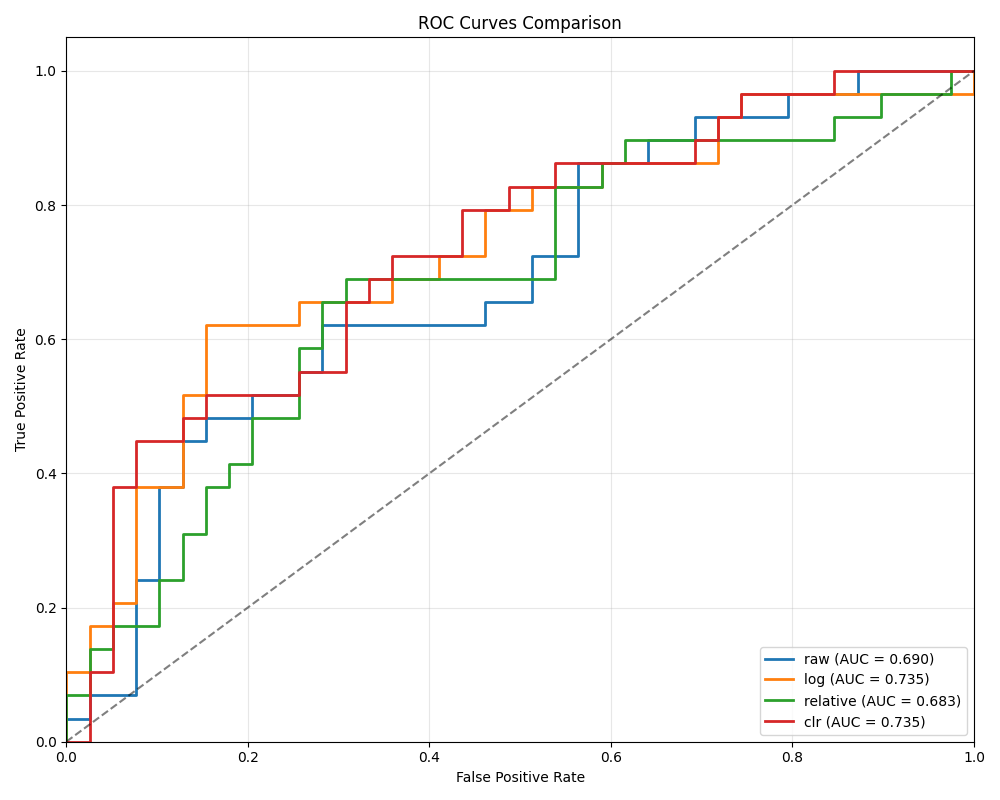 ROC Curves Comparison
1.0
0.8
0.6
0.4
0.2
0.0
True Positive Rate
0.0 0.2 0.4 0.6 0.8 1.0
False Positive Rate
raw (AUC = 0.690)
log (AUC = 0.735)
relative (AUC = 0.683)
clr (AUC = 0.735)